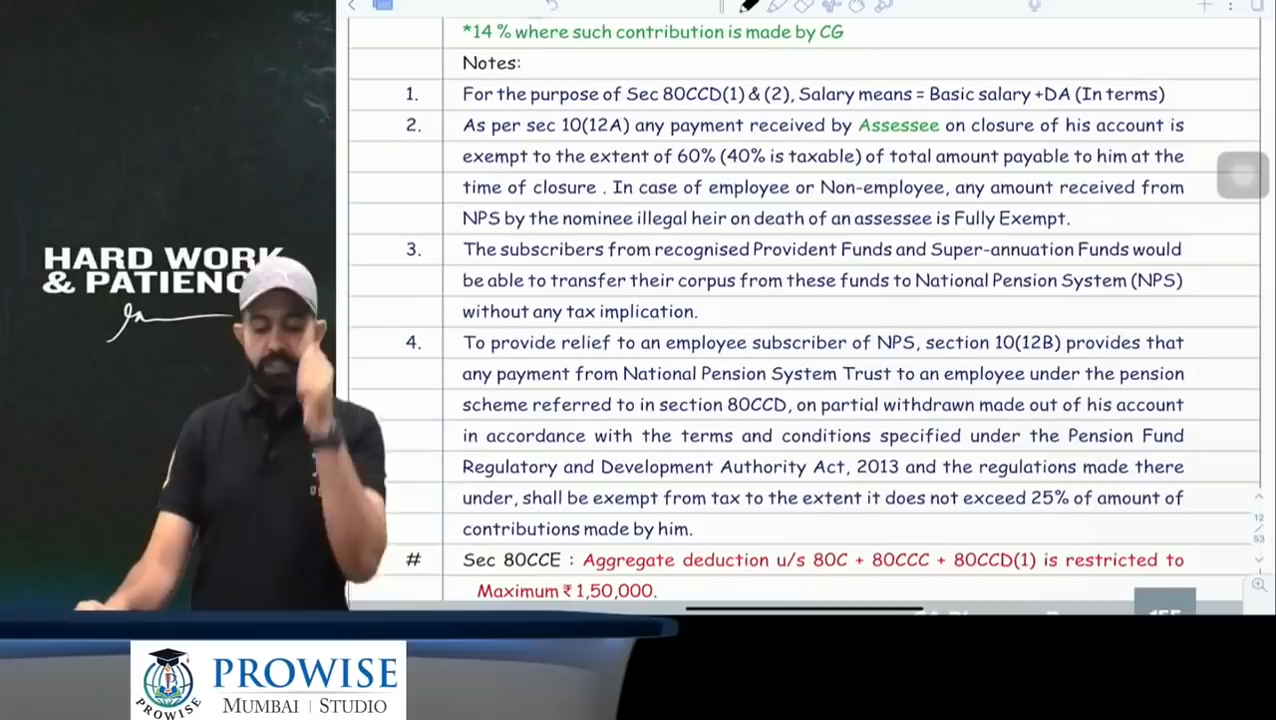 *14 % where such contribution is made by CG
Notes:
1. For the purpose of Sec 80CCD(1) & (2), Salary means = Basic salary +DA (In terms)
2. As per sec 10(12A) any payment received by Assessee on closure of his account is
exempt to the extent of 60% (40% is taxable) of total amount payable to him at the
time of closure . In case of employee or Non-employee, any amount received from
NPS by the nominee illegal heir on death of an assessee is Fully Exempt.
3. The subscribers from recognised Provident Funds and Super-annuation Funds would
be able to transfer their corpus from these funds to National Pension System (NPS)
without any tax implication.
4. To provide relief to an employee subscriber of NPS, section 10(12B) provides that
any payment from National Pension System Trust to an employee under the pension
scheme referred to in section 80CCD, on partial withdrawn made out of his account
in accordance with the terms and conditions specified under the Pension Fund
Regulatory and Development Authority Act, 2013 and the regulations made there
under, shall be exempt from tax to the extent it does not exceed 25% of amount of
contributions made by him.
# Sec 80CCE : Aggregate deduction u/s 80C + 80CCC + 80CCD(1) is restricted to
Maximum ₹ 1,50,000.
12
53
HARD WORK
& PATIENC
PROWISE
PROWISE
MUMBAI | STUDIO